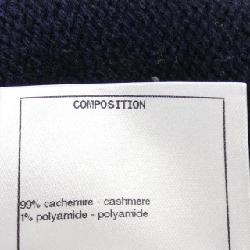 COMPOSITION
99% cachemire - cashmere
1% polyamide - polyamide